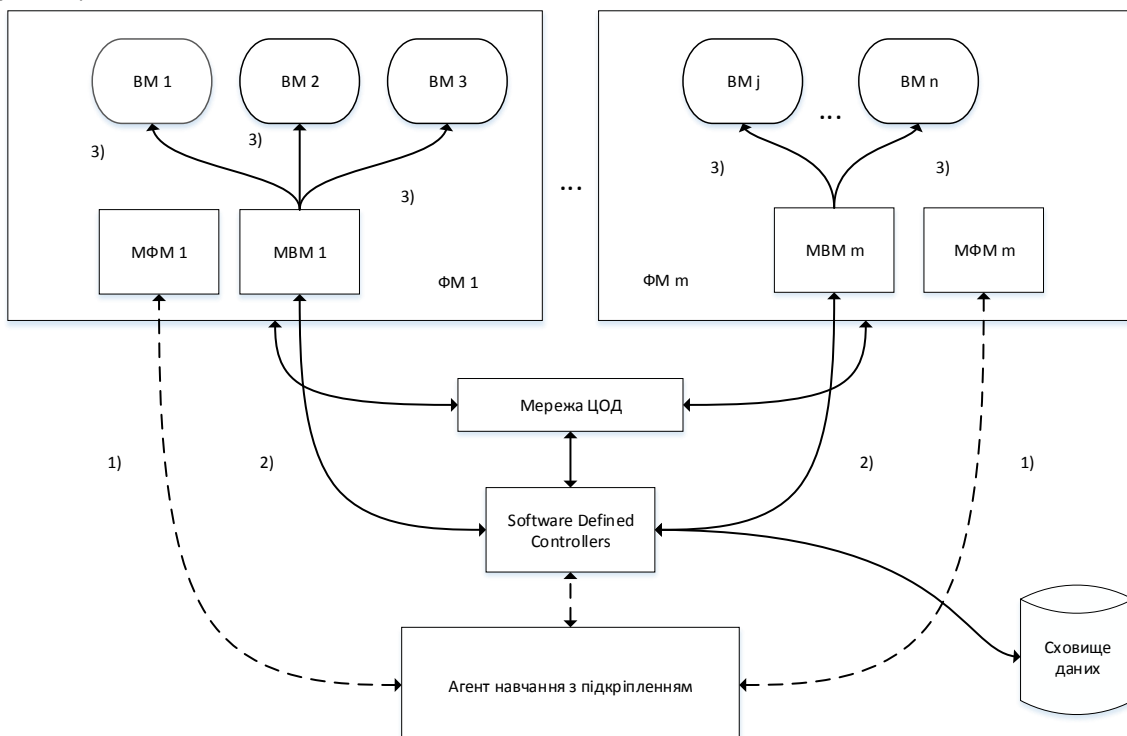 ВМ 1
ВМ 2
ВМ 3
ВМ j
...
ВМ n
3)
3)
3)
3)
3)
...
МФМ 1
МВМ 1
ФМ 1
ФМ m
МВМ m
МФМ m
Мережа ЦОД
1)
2)
2)
1)
Software Defined
Controllers
Агент навчання з підкріпленням
Сховище
даних